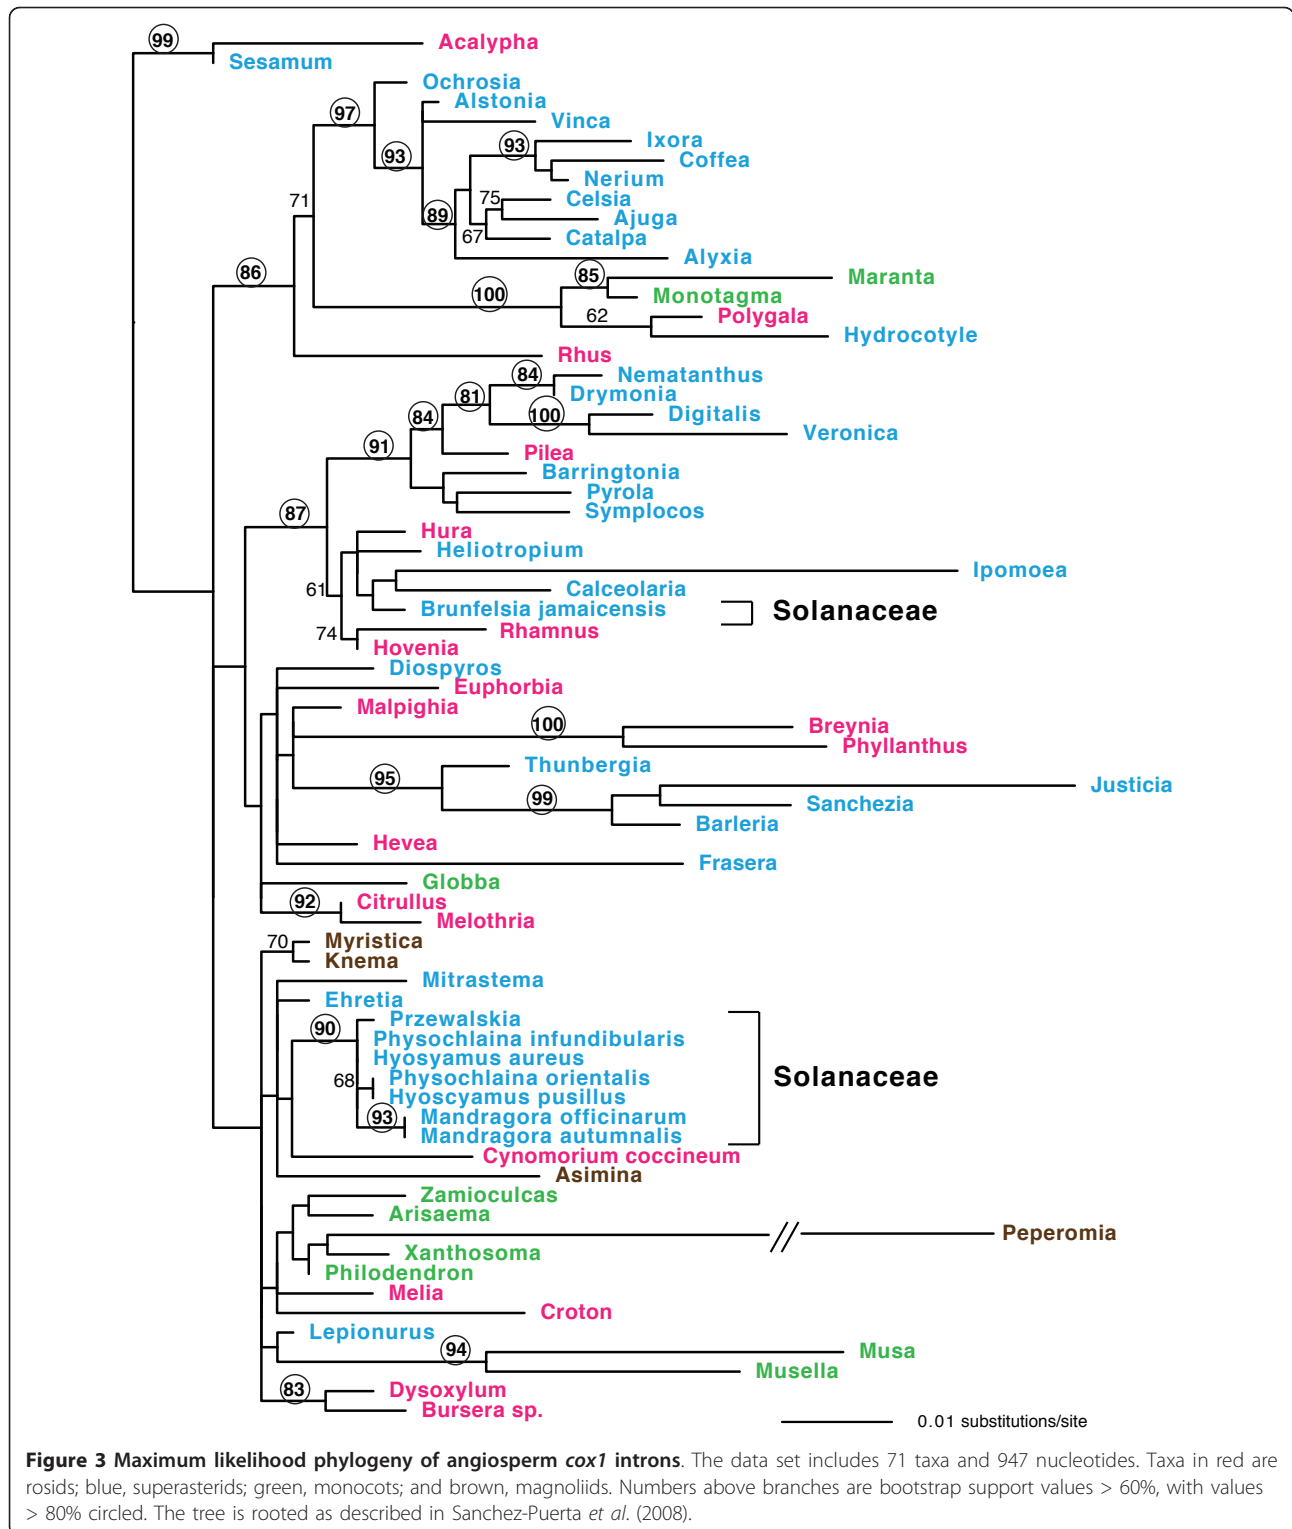 99
Acalypha
Sesamum
Ochrosia
Alstonia
97
Vinca
Ixora
93
Coffea
93
Nerium
75
Celsia
71
Ajuga
89
67
Catalpa
Alyxia
86
85
Maranta
100
Monotagma
62
Polygala
Hydrocotyle
Rhus
84
Nematanthus
81
Drymonia
84
100
Digitalis
Veronica
91
Pilea
Barringtonia
Pyrola
87
Symplocos
Hura
Heliotropium
Ipomoea
61
Calceolaria
Brunfelsia jamaicensis
Solanaceae
74
Rhamnus
Hovenia
Diospyros
Euphorbia
Malpighia
100
Breynia
Phyllanthus
Thunbergia
95
Justicia
99
Sanchezia
Barleria
Hevea
Frasera
Globba
92
Citrullus
Melothria
70
Myristica
Knema
Mitrastema
Ehretia
90
Przewalskia
Physochlaina infundibularis
Hyosyamus aureus
68
Physochlaina orientalis
Solanaceae
Hyoscyamus pusillus
93
Mandragora officinarum
Mandragora autumnalis
Cynomorium coccineum
Asimina
Zamioculcas
Arisaema
Peperomia
Xanthosoma
Philodendron
Melia
Croton
Lepionurus
94
Musa
Musella
83
Dysoxylum
Bursera sp.
0.01 substitutions/site
Figure 3 Maximum likelihood phylogeny of angiosperm cox1 introns. The data set includes 71 taxa and 947 nucleotides. Taxa in red are
rosids; blue, superasterids; green, monocots; and brown, magnoliids. Numbers above branches are bootstrap support values > 60%, with values
> 80% circled. The tree is rooted as described in Sanchez-Puerta et al. (2008).